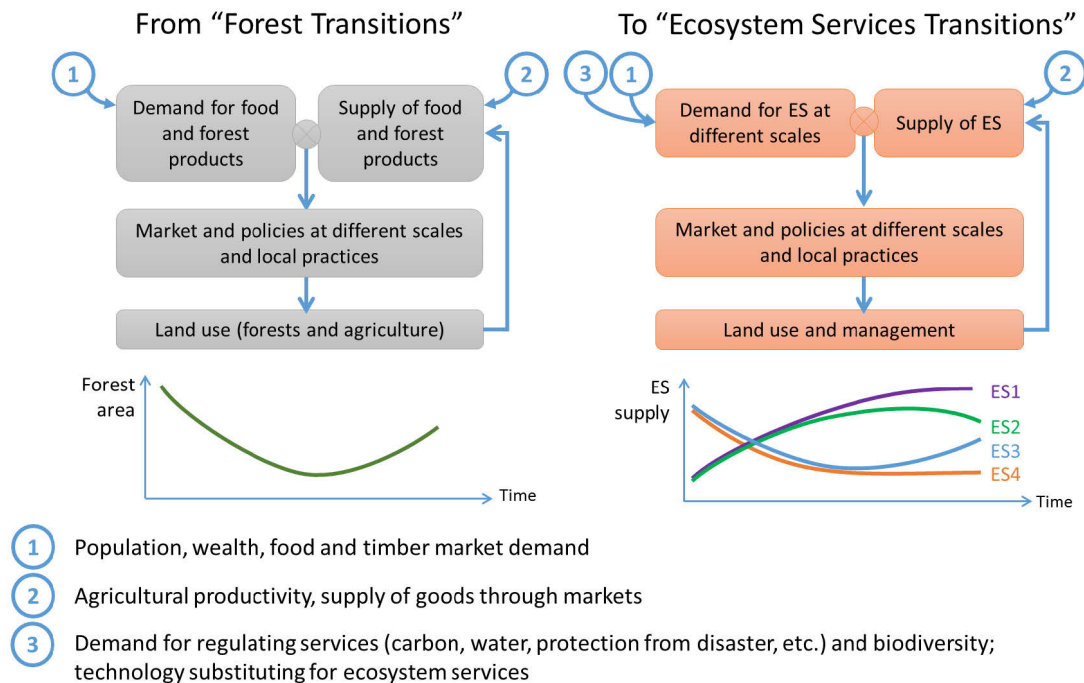 From “Forest Transitions”
To “Ecosystem Services Transitions”
1
Demand for food
and forest
products
Supply of food
and forest
products
2
Market and policies at different scales
and local practices
Land use (forests and agriculture)
3
1
Demand for ES at
different scales
Supply of ES
2
Market and policies at different scales
and local practices
Land use and management
Forest
area
Time
ES
supply
ES1
ES2
ES3
ES4
Time
1 Population, wealth, food and timber market demand
2 Agricultural productivity, supply of goods through markets
3 Demand for regulating services (carbon, water, protection from disaster, etc.) and biodiversity;
technology substituting for ecosystem services